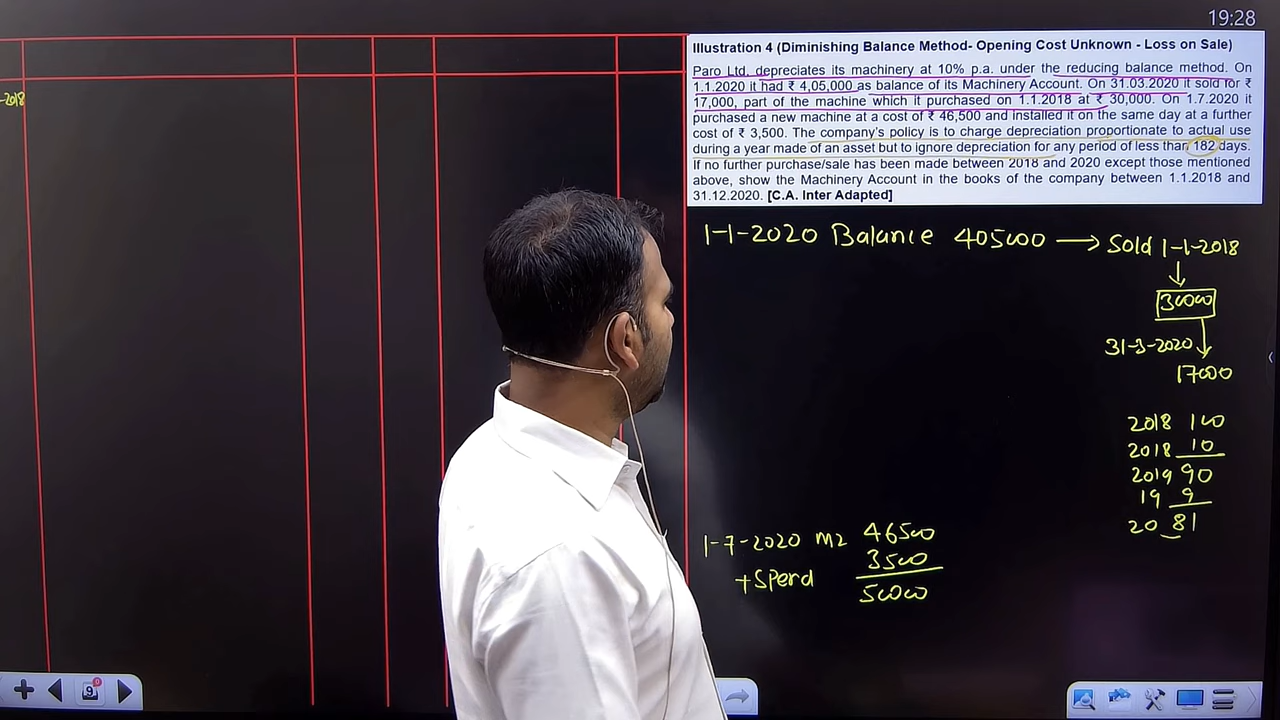 19:28
Illustration 4 (Diminishing Balance Method- Opening Cost Unknown - Loss on Sale)
Paro Ltd. depreciates its machinery at 10% p.a. under the reducing balance method. On
1.1.2020 it had ₹ 4,05,000 as balance of its Machinery Account. On 31.03.2020 it sold for ₹
17,000, part of the machine which it purchased on 1.1.2018 at ₹ 30,000. On 1.7.2020 it
purchased a new machine at a cost of ₹ 46,500 and installed it on the same day at a further
cost of ₹ 3,500. The company's policy is to charge depreciation proportionate to actual use
during a year made of an asset but to ignore depreciation for any period of less than 182 days.
If no further purchase/sale has been made between 2018 and 2020 except those mentioned
above, show the Machinery Account in the books of the company between 1.1.2018 and
31.12.2020. [C.A. Inter Adapted]
-2018
1-1-2020 Balance 405000 → Sold 1-1-2018
30000
31-3-2020
17000
2018 100
2018 10
2019 90
19 9
20 81
1-7-2020 m2 46500
+Spend 3500
50000
9